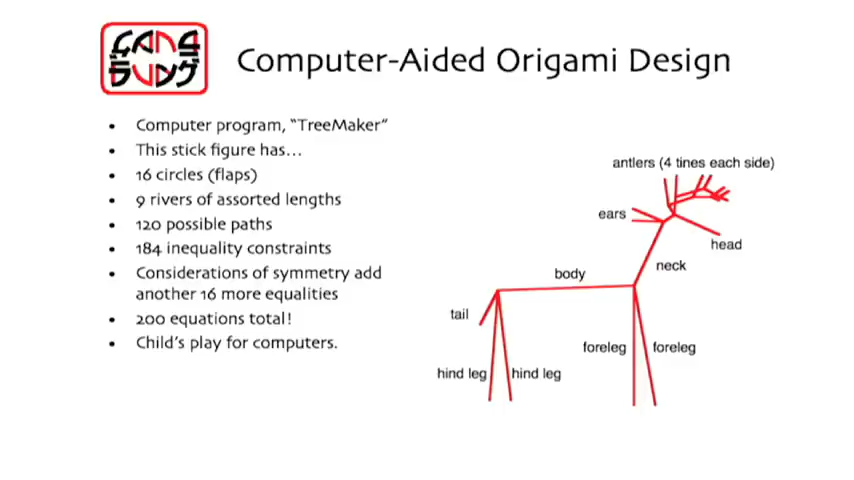 Computer-Aided Origami Design
• Computer program, “TreeMaker”
• This stick figure has…
• 16 circles (flaps)
• 9 rivers of assorted lengths
• 120 possible paths
• 184 inequality constraints
• Considerations of symmetry add
another 16 more equalities
• 200 equations total!
• Child’s play for computers.
antlers (4 tines each side)
ears
head
neck
body
tail
foreleg
foreleg
hind leg
hind leg